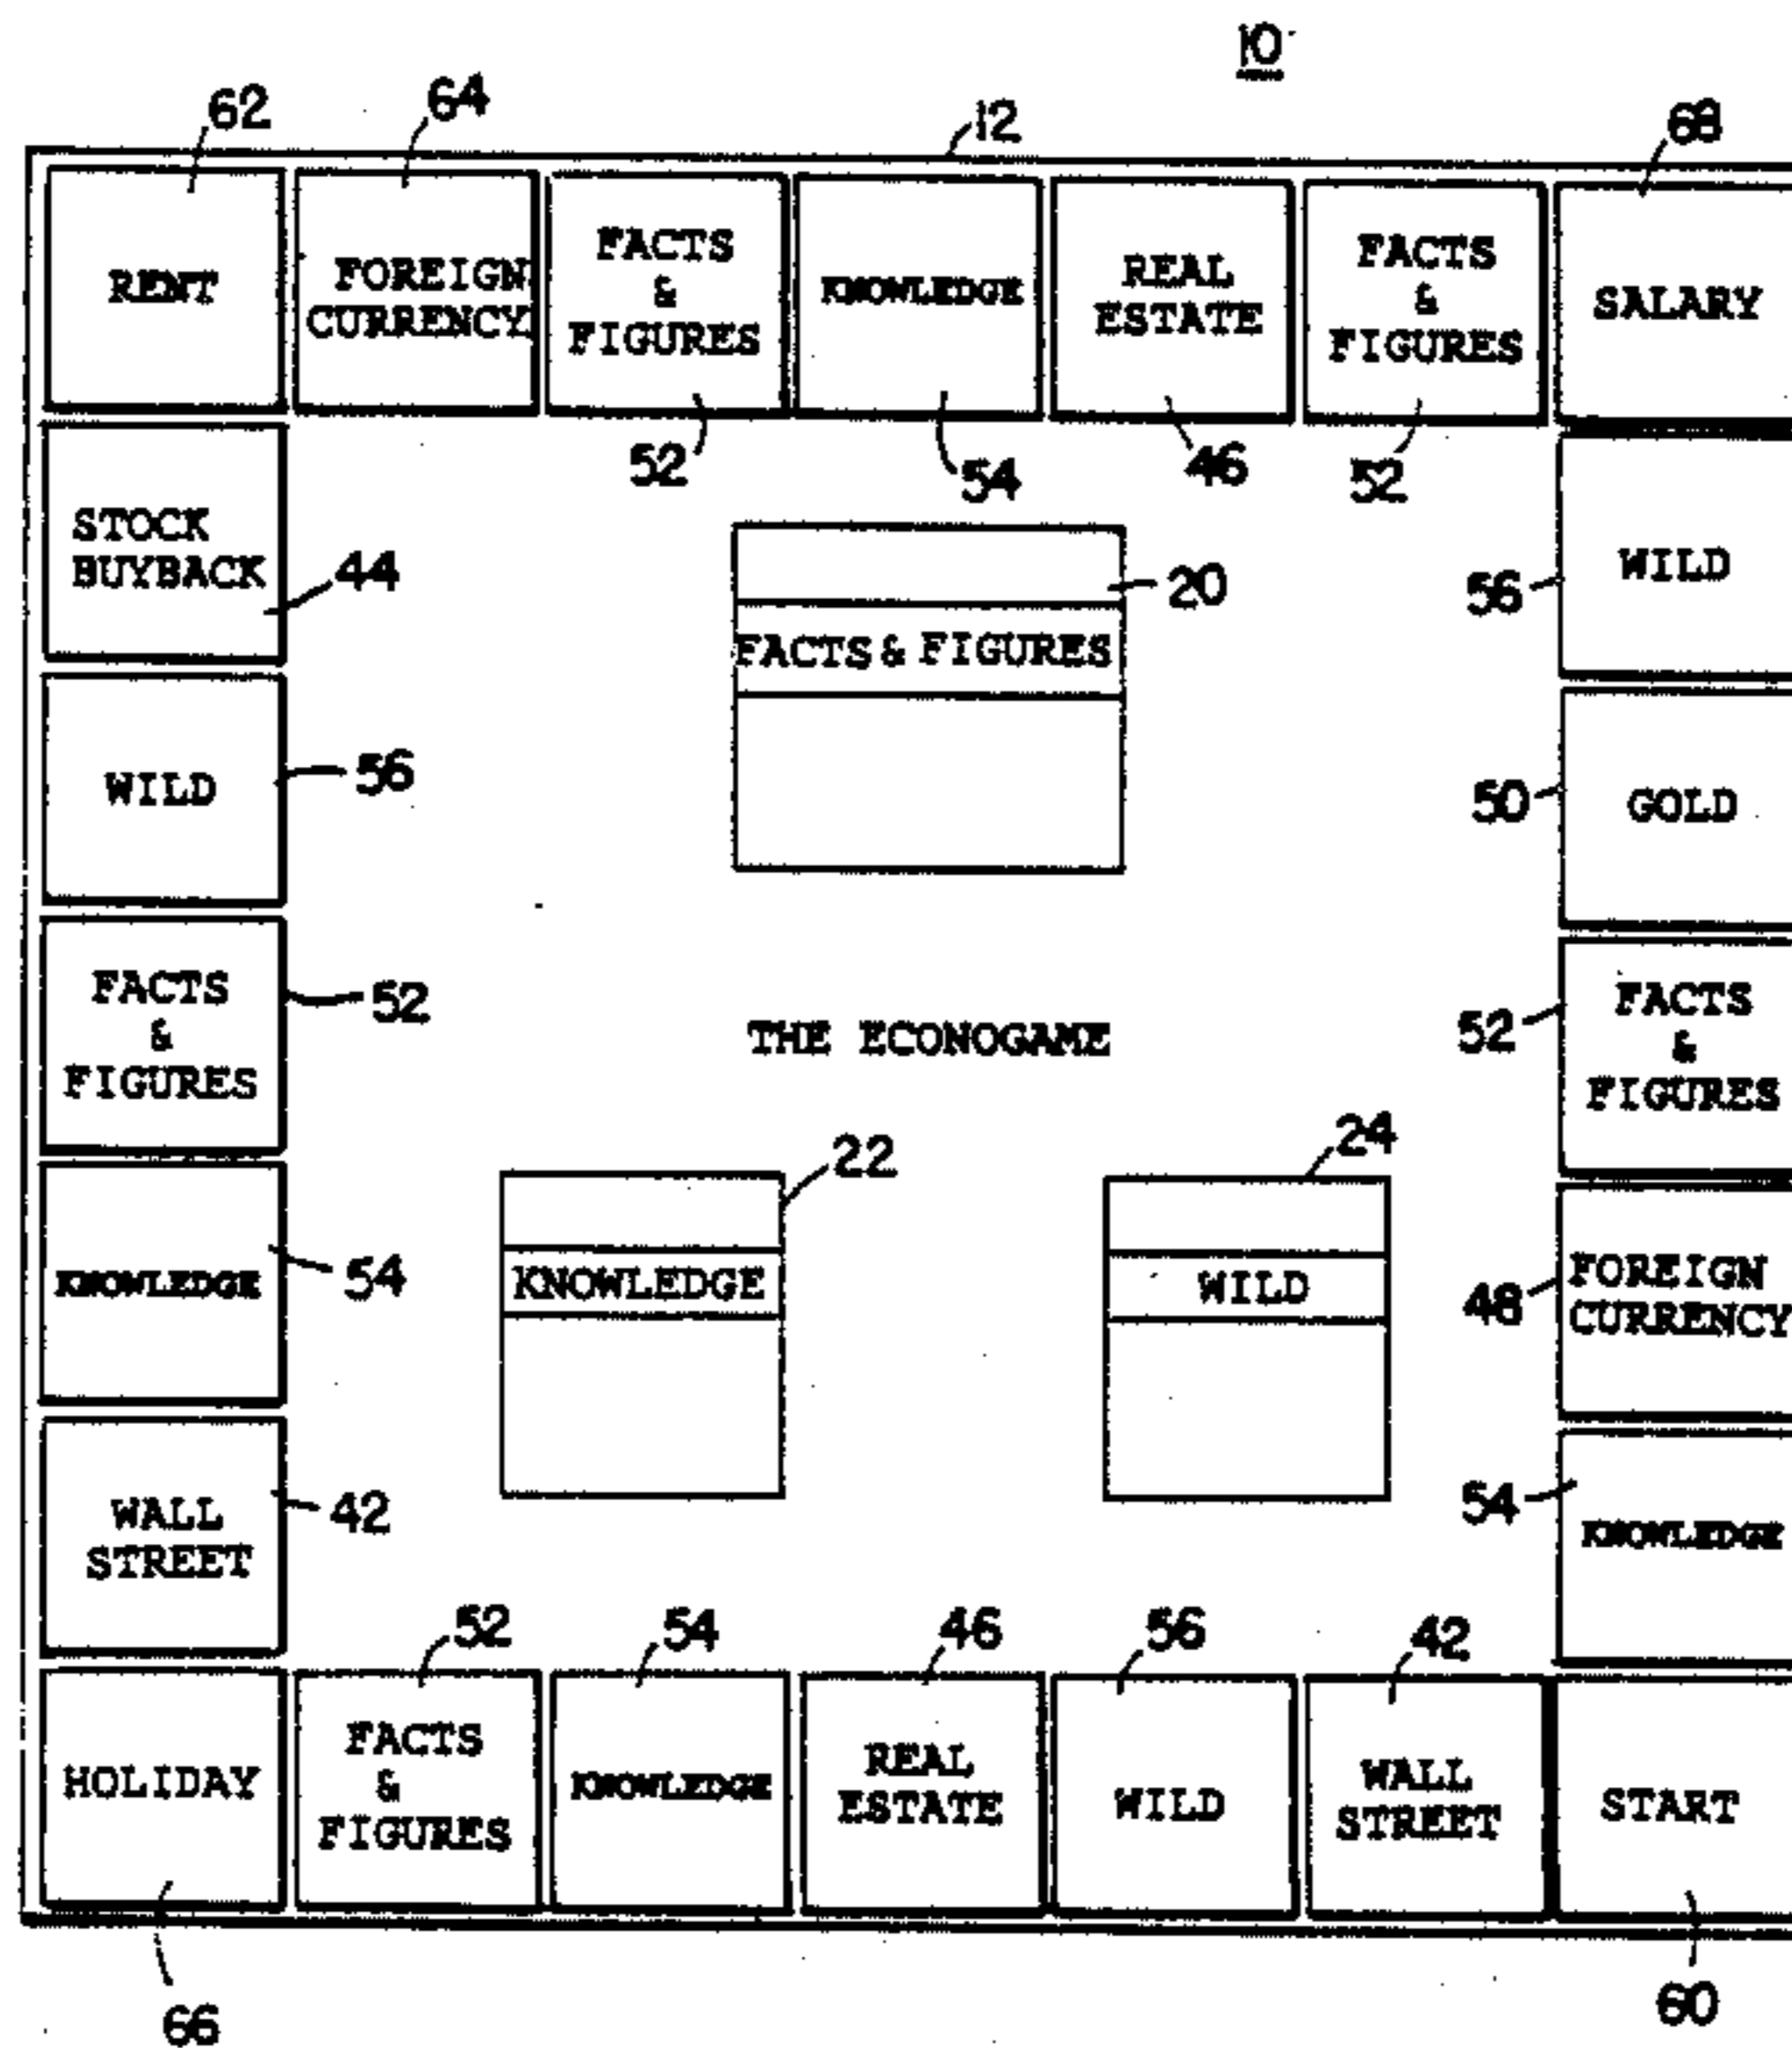 10
62
64
12
68
RENT
FOREIGN
CURRENCY
FACTS
&
FIGURES
KNOWLEDGE
REAL
ESTATE
FACTS
&
FIGURES
SALARY
52
54
46
52
STOCK
BUYBACK
44
20
FACTS & FIGURES
56
WILD
WILD
56
50
GOLD
FACTS
&
FIGURES
52
THE ECONOGAME
52
FACTS
&
FIGURES
KNOWLEDGE
54
22
KNOWLEDGE
24
WILD
48
FOREIGN
CURRENCY
WALL
STREET
42
54
KNOWLEDGE
52
54
46
56
42
HOLIDAY
FACTS
&
FIGURES
KNOWLEDGE
REAL
ESTATE
WILD
WALL
STREET
START
66
60